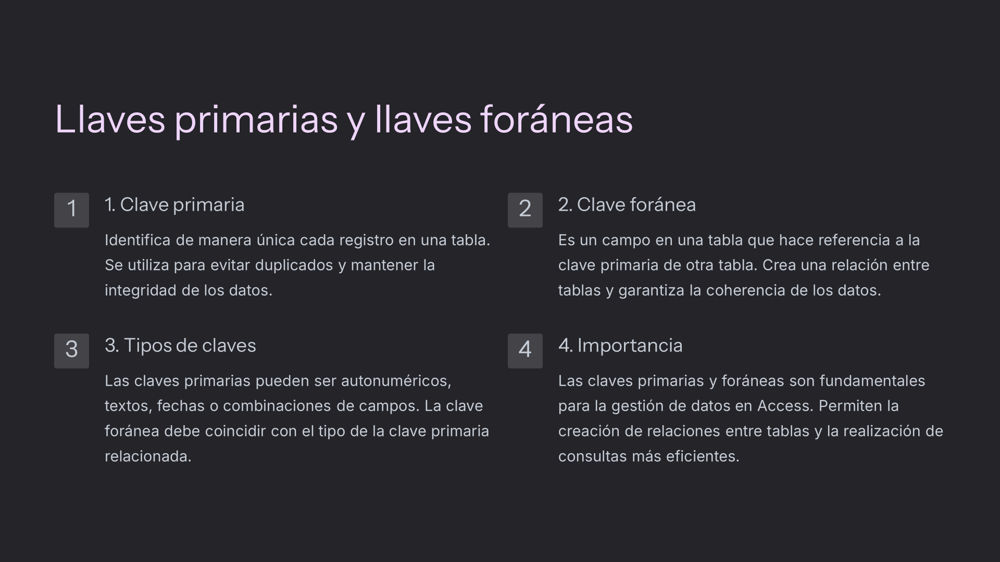 Llaves primarias y llaves foráneas
1
1. Clave primaria
Identifica de manera única cada registro en una tabla.
Se utiliza para evitar duplicados y mantener la
integridad de los datos.
2
2. Clave foránea
Es un campo en una tabla que hace referencia a la
clave primaria de otra tabla. Crea una relación entre
tablas y garantiza la coherencia de los datos.
3
3. Tipos de claves
Las claves primarias pueden ser autonuméricos,
textos, fechas o combinaciones de campos. La clave
foránea debe coincidir con el tipo de la clave primaria
relacionada.
4
4. Importancia
Las claves primarias y foráneas son fundamentales
para la gestión de datos en Access. Permiten la
creación de relaciones entre tablas y la realización de
consultas más eficientes.